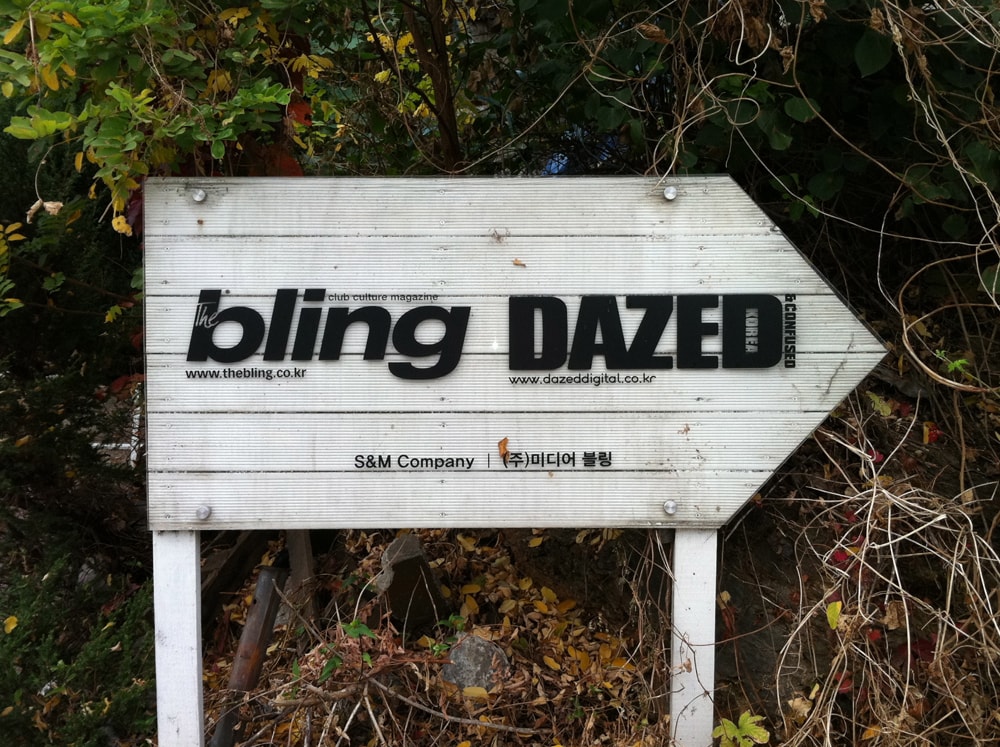 club culture magazine
The bling
www.thebling.co.kr
DAZED
KOREA
& CONFUSED
www.dazeddigital.co.kr
S&M Company | (주)미디어 블링